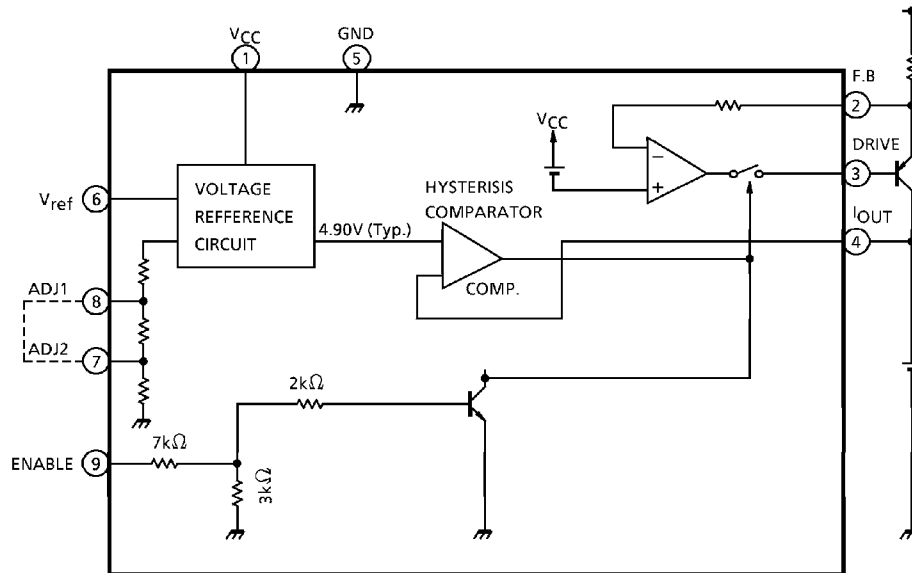 VCC
1
GND
5
F.B
2
VCC
DRIVE
3
−
+
Vref
6
VOLTAGE
REFFERENCE
CIRCUIT
HYSTERISIS
COMPARATOR
4.90V (Typ.)
IOUT
4
COMP.
ADJ1
8
ADJ2
7
2kΩ
7kΩ
ENABLE
9
3kΩ